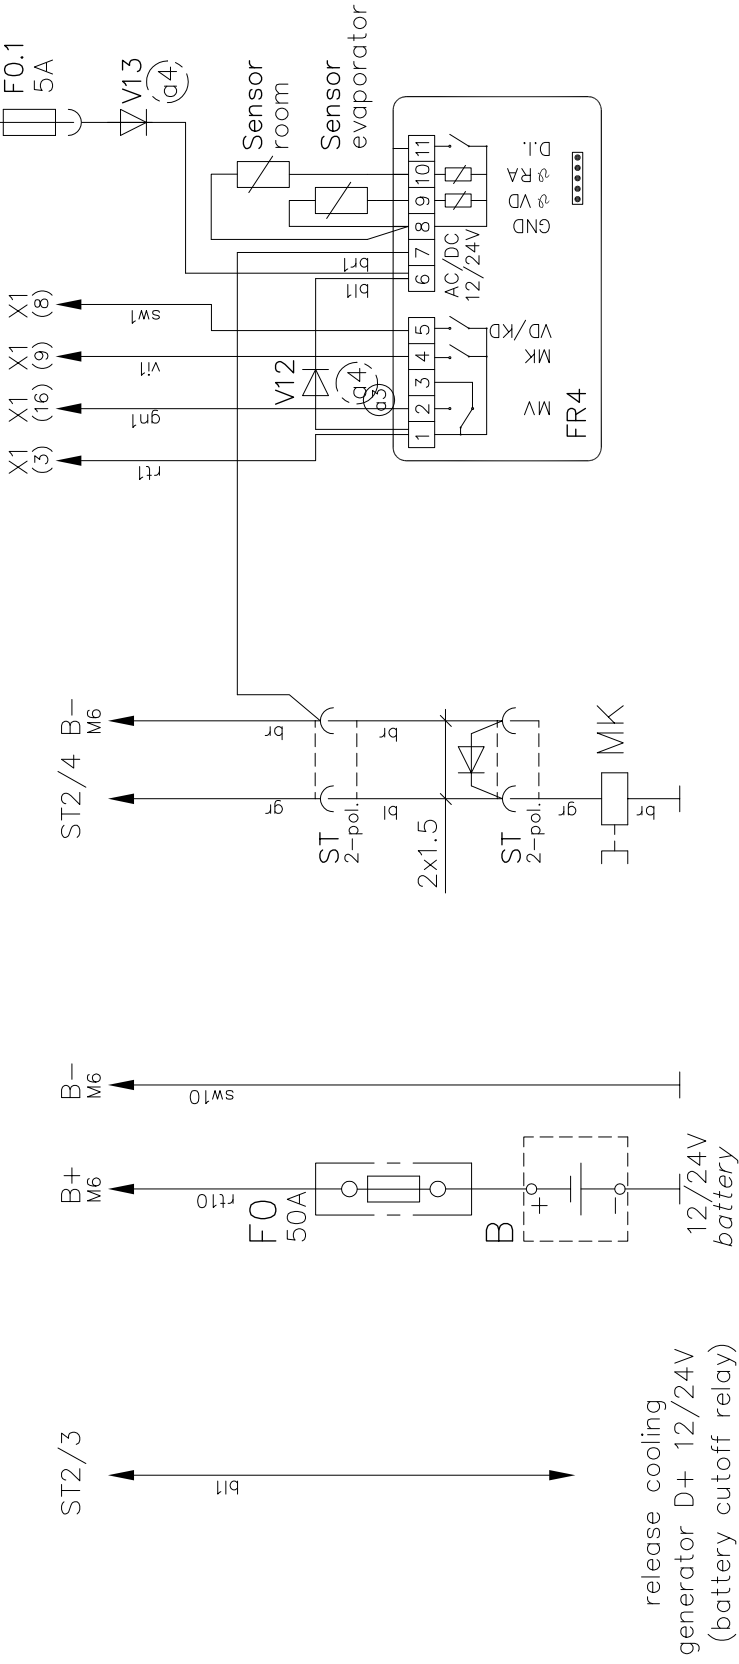 F0.1
5A
V13
a4
Sensor
room
Sensor
evaporator
X1
(8)
X1
(9)
X1
(16)
X1
(3)
sw1
vi1
gn1
rt1
br1
bl1
V12
a4
a3
11
10
9
8
7
6
5
4
3
2
1
D.I.
ϑ RA
ϑ VD
GND
AC/DC
12/24V
VD/KD
MK
MV
FR4
ST2/4
B-
M6
br
gr
br
bl
ST
2-pol.
2x1.5
ST
2-pol.
gr
br
MK
B-
M6
sw10
B+
M6
rt10
F0
50A
B
+
-
12/24V
battery
ST2/3
bl1
release cooling
generator D+ 12/24V
(battery cutoff relay)